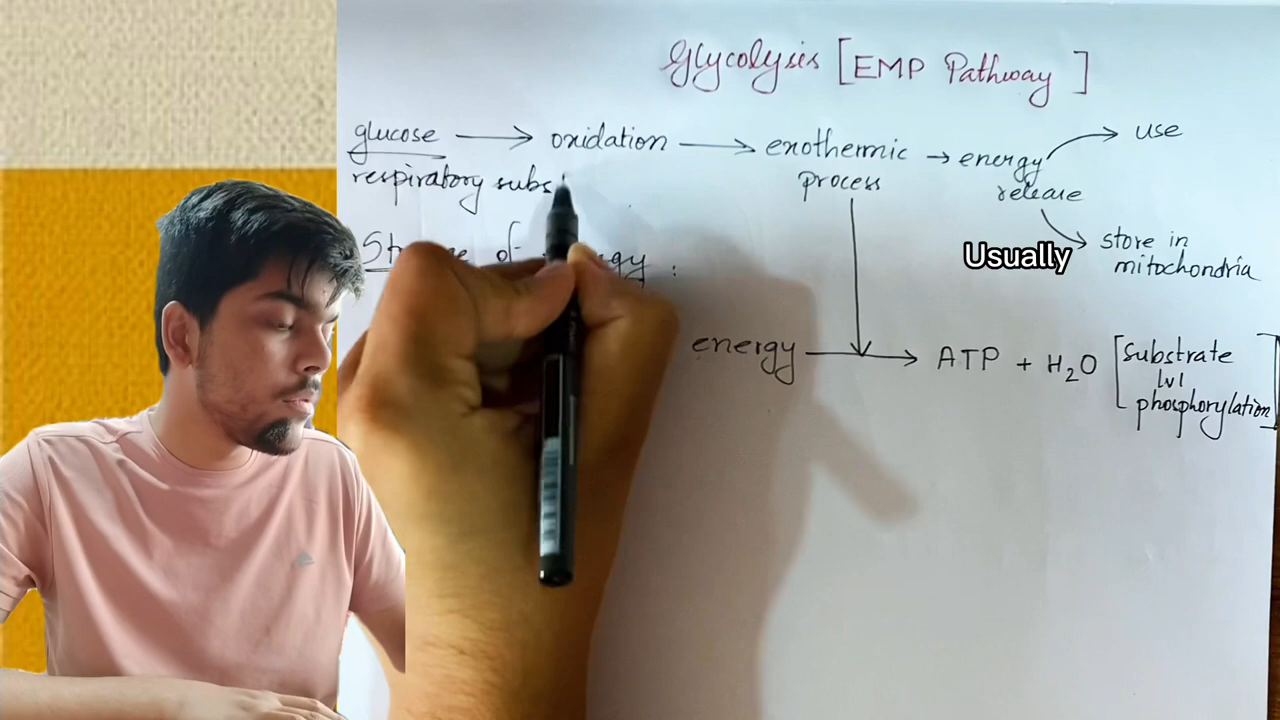 Glycolysis [EMP Pathway]
glucose → oxidation → exothermic process → energy release
use
store in mitochondria
respiratory subs
Usually
of
energy → ATP + H2O [substrate lvl phosphorylation]